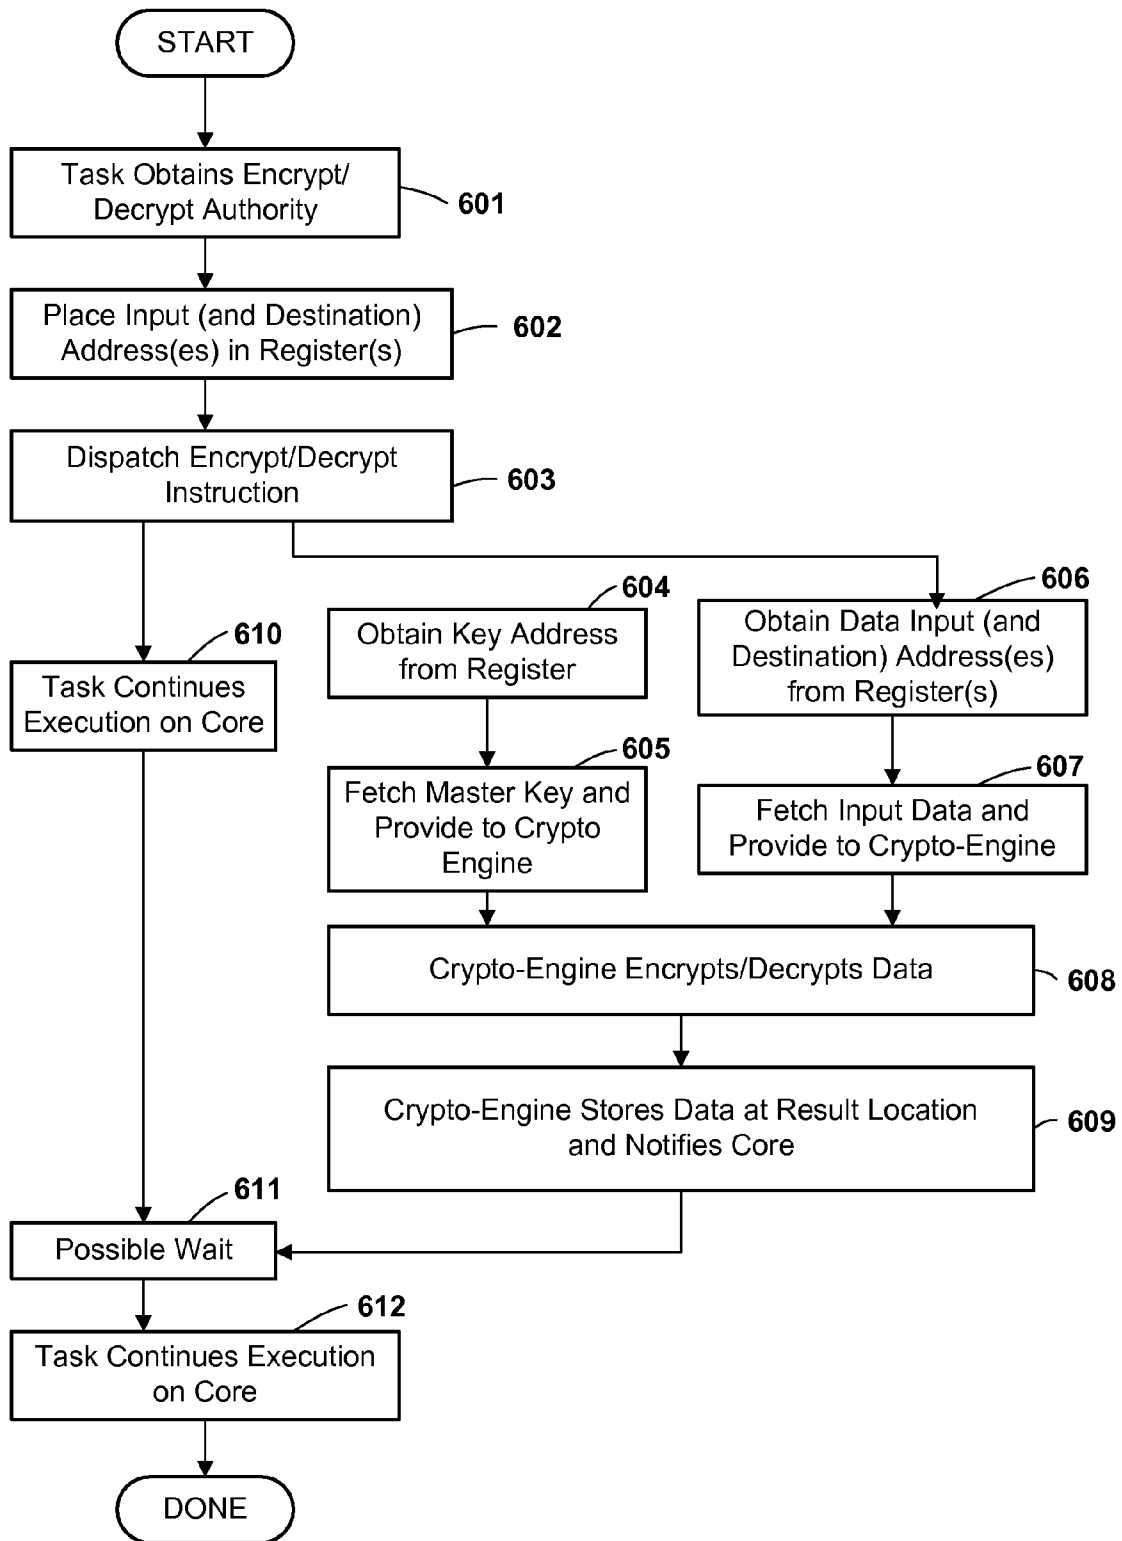 START
Task Obtains Encrypt/
Decrypt Authority
601
Place Input (and Destination)
Address(es) in Register(s)
602
Dispatch Encrypt/Decrypt
Instruction
603
604
Obtain Key Address
from Register
606
Obtain Data Input (and
Destination) Address(es)
from Register(s)
610
Task Continues
Execution on Core
605
Fetch Master Key and
Provide to Crypto
Engine
607
Fetch Input Data and
Provide to Crypto-Engine
Crypto-Engine Encrypts/Decrypts Data
608
Crypto-Engine Stores Data at Result Location
and Notifies Core
609
611
Possible Wait
612
Task Continues Execution
on Core
DONE